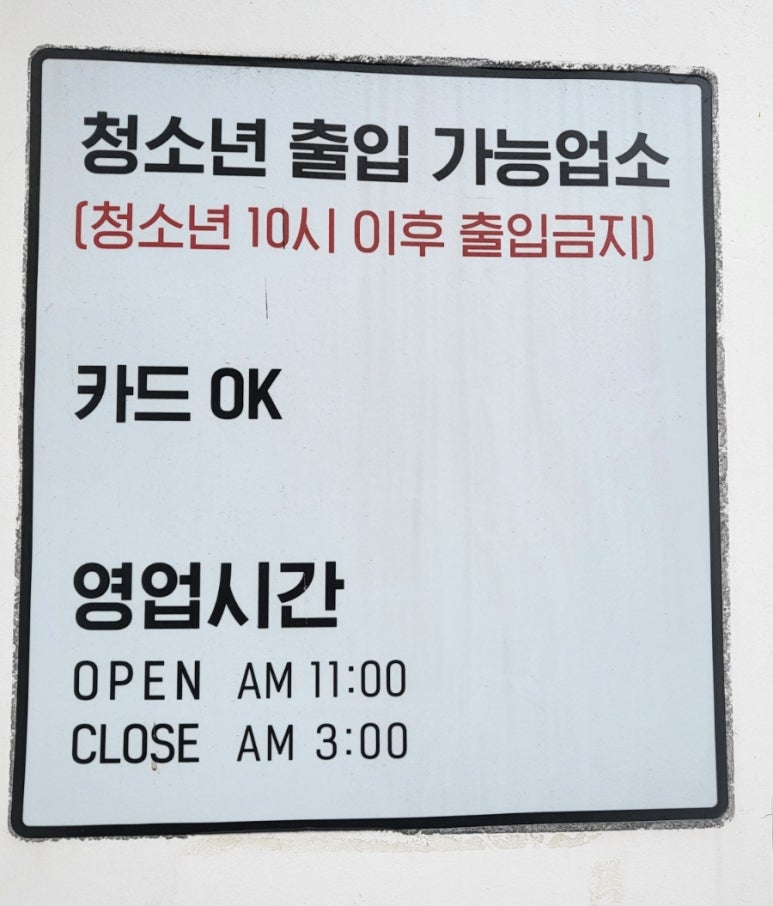 청소년 출입 가능업소
(청소년 10시 이후 출입금지)
카드 OK
영업시간
OPEN AM 11:00
CLOSE AM 3:00